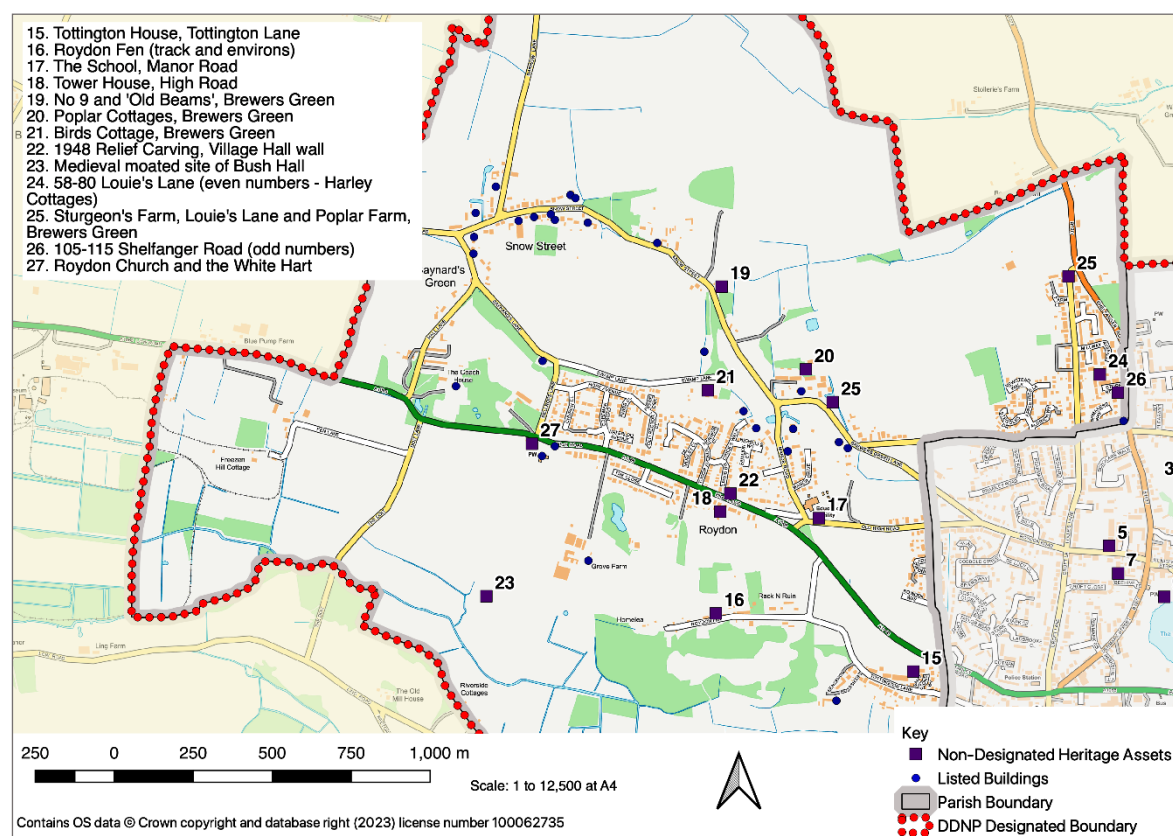 15. Tottington House, Tottington Lane
16. Roydon Fen (track and environs)
17. The School, Manor Road
18. Tower House, High Road
19. No 9 and 'Old Beams', Brewers Green
20. Poplar Cottages, Brewers Green
21. Birds Cottage, Brewers Green
22. 1948 Relief Carving, Village Hall wall
23. Medieval moated site of Bush Hall
24. 58-80 Louie's Lane (even numbers - Harley
Cottages)
25. Sturgeon's Farm, Louie's Lane and Poplar Farm,
Brewers Green
26. 105-115 Shelfanger Road (odd numbers)
27. Roydon Church and the White Hart
Stollerie's Farm
Snow Street
aynard's
Green
19
25
Blue Pump Farm
The Coach
House
20
24
21
25
26
27
Freezen
Hill Cottage
22
18
17
Roydon
5
7
3
Grove Farm
23
16
Rack N Ruin
Homelea
15
Ling Farm
The Old
Mill House
Riverside
Cottages
Police Station
250 0 250 500 750 1,000 m
Scale: 1 to 12,500 at A4
Key
Non-Designated Heritage Assets
Listed Buildings
Parish Boundary
DDNP Designated Boundary
Contains OS data © Crown copyright and database right (2023) license number 100062735